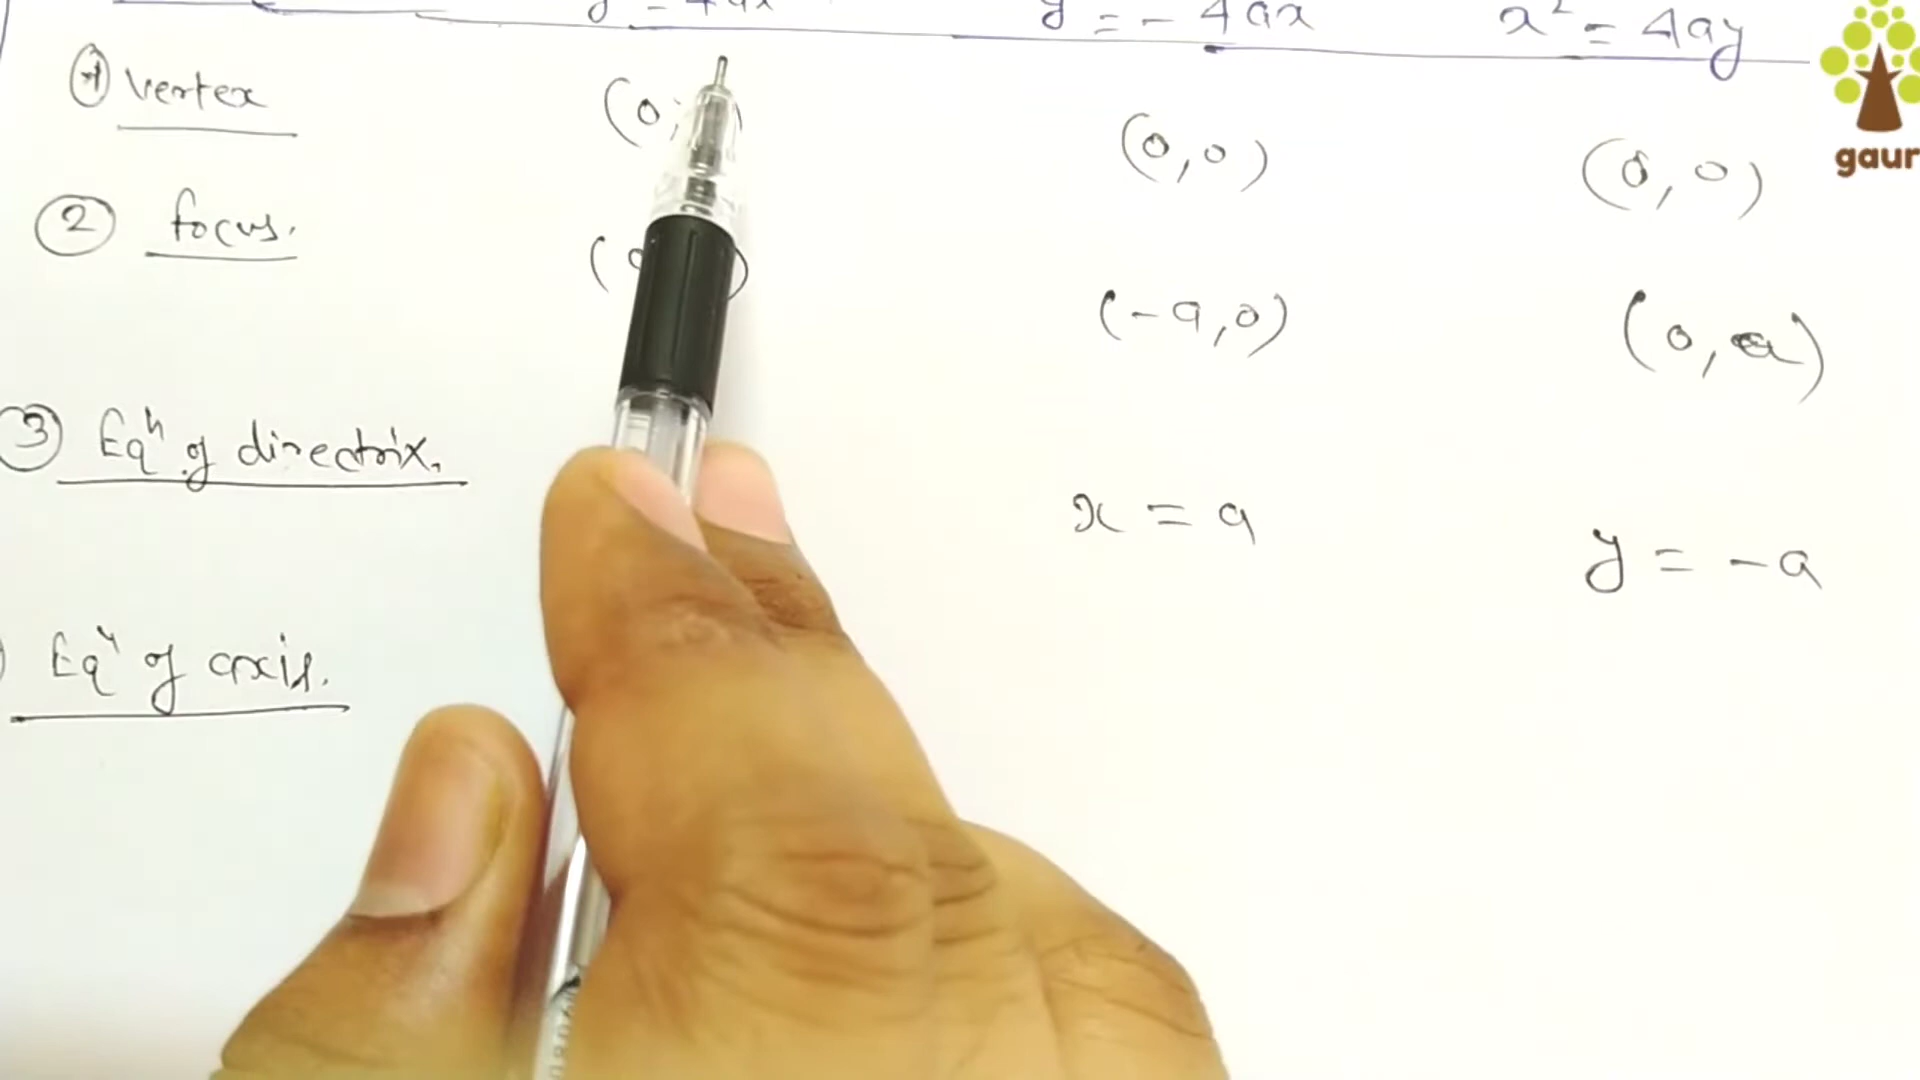 y = -4ax x² = 4ay
① vertex (0, (0,0) (0,0)
② focus. ( ) (-a,0) (0,a)
③ Eqⁿ of directrix. x = a y = -a
Eqⁿ of axis.
gaur